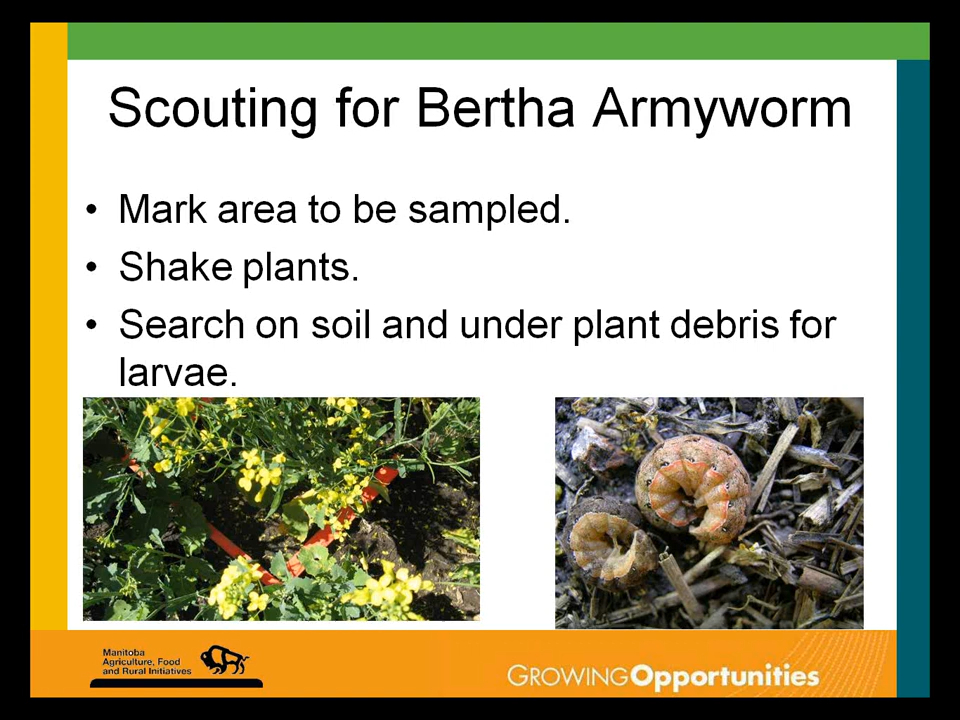 Scouting for Bertha Armyworm
• Mark area to be sampled.
• Shake plants.
• Search on soil and under plant debris for
larvae.
Manitoba
Agriculture, Food
and Rural Initiatives
GROWING Opportunities